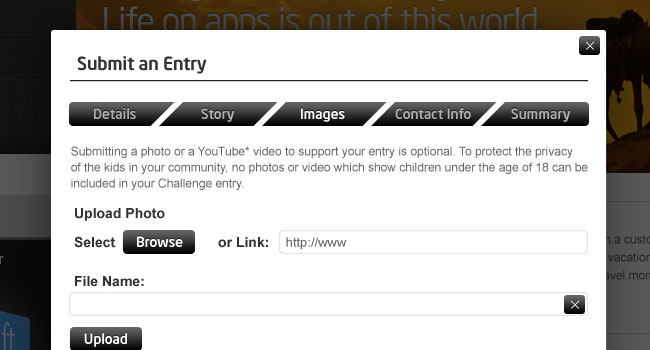 Life on apps is out of this world.
Submit an Entry
Details Story Images Contact Info Summary
Submitting a photo or a YouTube* video to support your entry is optional. To protect the privacy
of the kids in your community, no photos or video which show children under the age of 18 can be
included in your Challenge entry.
Upload Photo
Select Browse or Link: http://www
File Name:
Upload
a custo
vacation
avel mon
ft